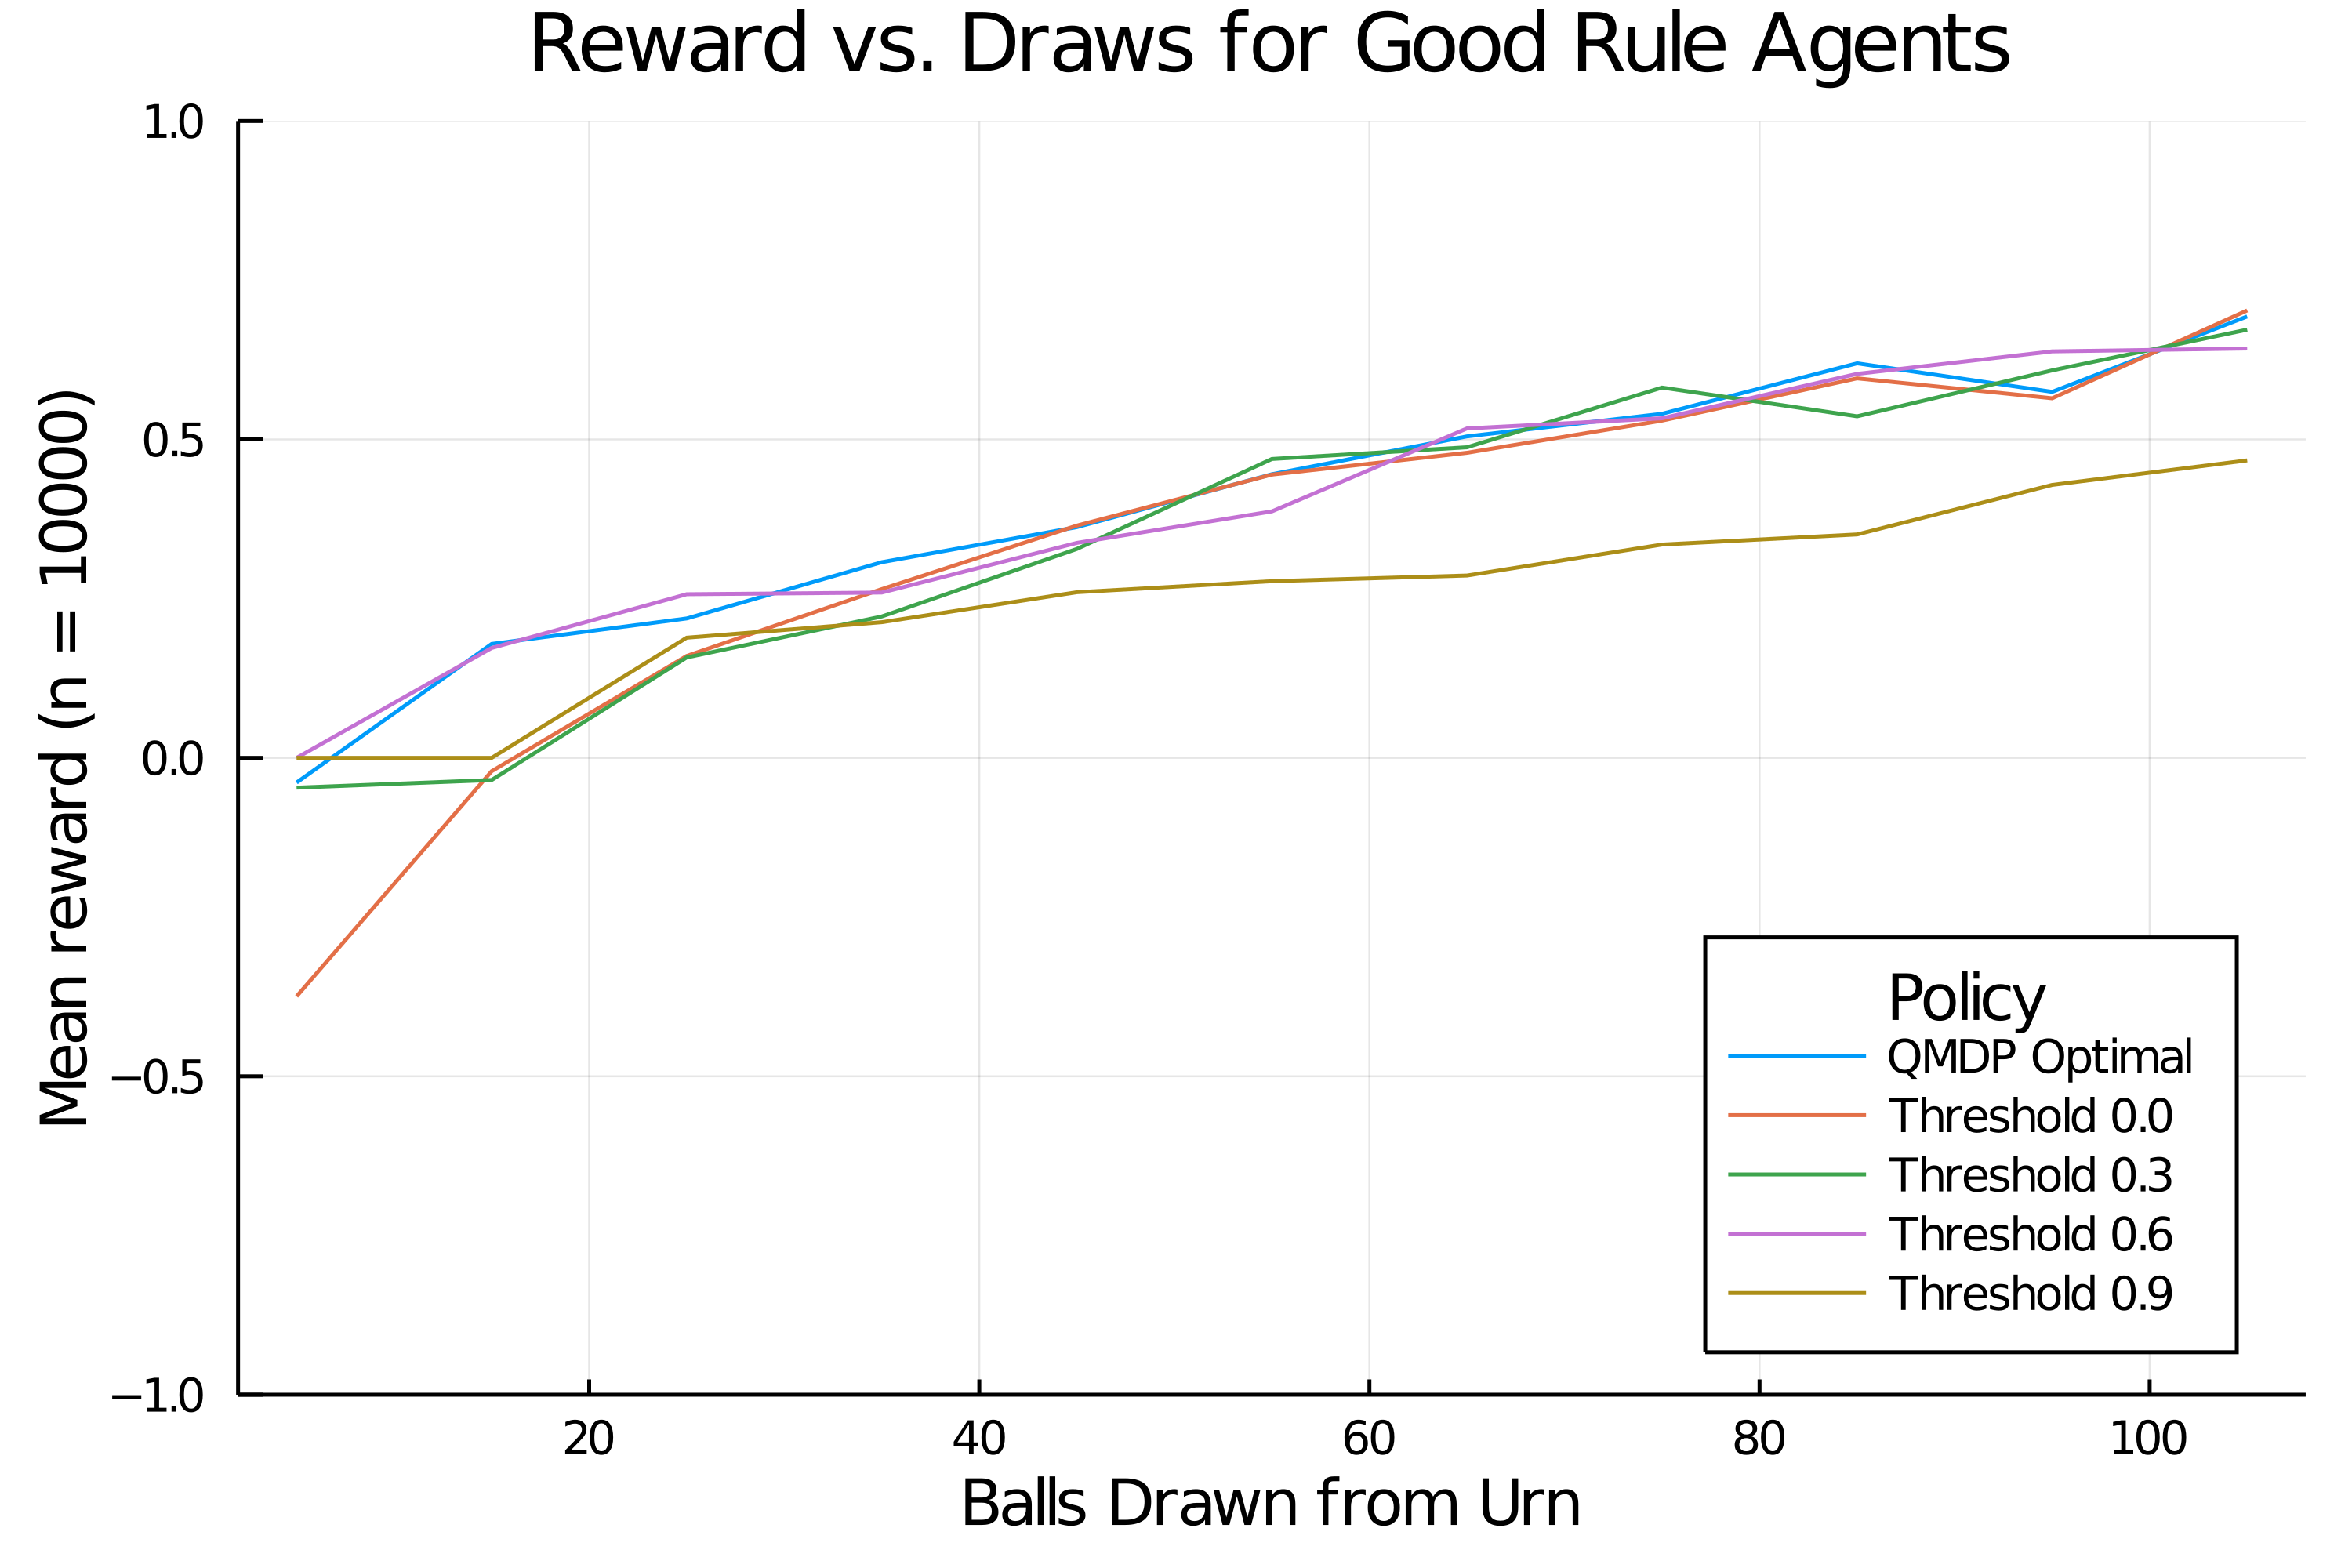 Reward vs. Draws for Good Rule Agents
Mean reward (n = 10000)
1.0
0.5
0.0
−0.5
−1.0
Policy
QMDP Optimal
Threshold 0.0
Threshold 0.3
Threshold 0.6
Threshold 0.9
20 40 60 80 100
Balls Drawn from Urn